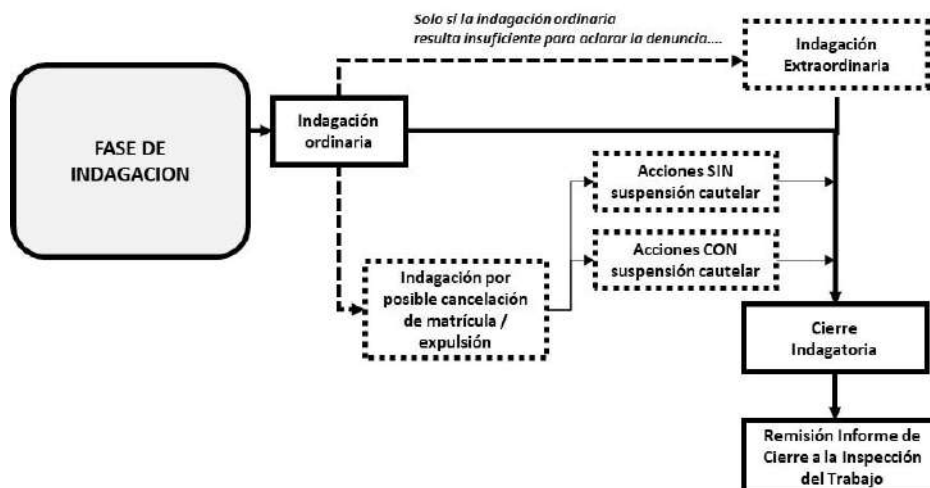 Solo si la indagación ordinaria
resulta insuficiente para aclarar la denuncia....
Indagación
Extraordinaria
FASE DE
INDAGACION
Indagación
ordinaria
Acciones SIN
suspensión cautelar
Acciones CON
suspensión cautelar
Indagación por
posible cancelación
de matrícula /
expulsión
Cierre
Indagatoria
Remisión Informe de
Cierre a la Inspección
del Trabajo